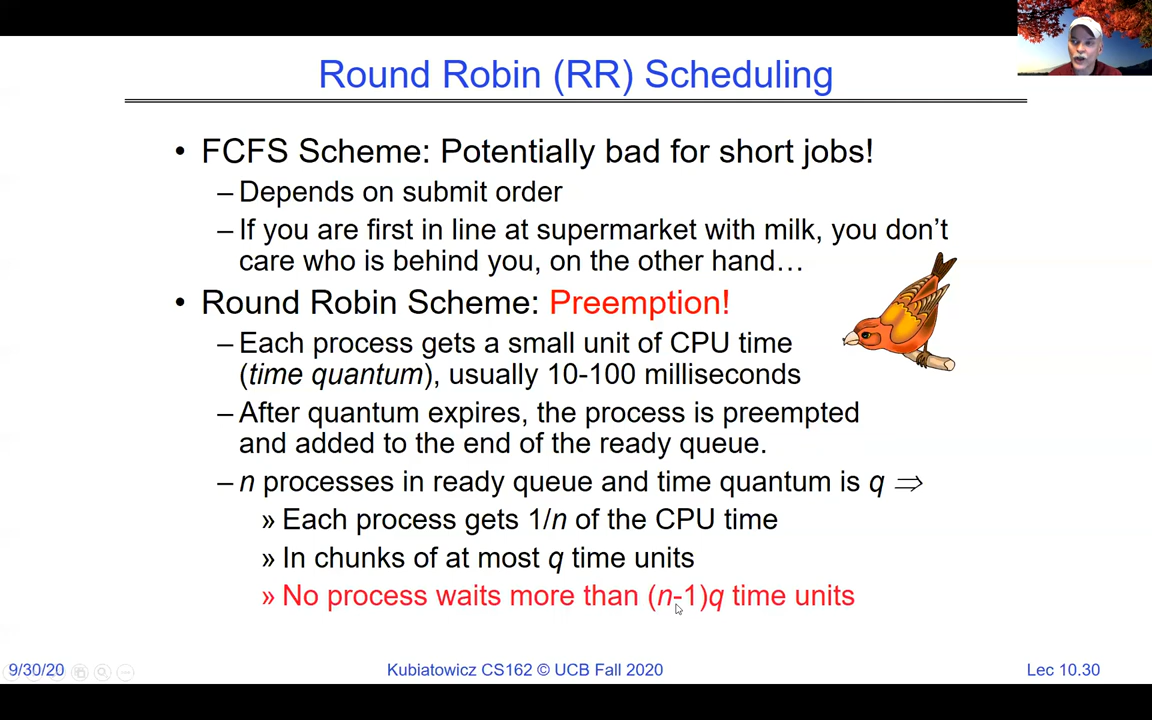 Round Robin (RR) Scheduling
• FCFS Scheme: Potentially bad for short jobs!
– Depends on submit order
– If you are first in line at supermarket with milk, you don’t
care who is behind you, on the other hand…
• Round Robin Scheme: Preemption!
– Each process gets a small unit of CPU time
(time quantum), usually 10-100 milliseconds
– After quantum expires, the process is preempted
and added to the end of the ready queue.
– n processes in ready queue and time quantum is q ⇒
» Each process gets 1/n of the CPU time
» In chunks of at most q time units
» No process waits more than (n-1)q time units
9/30/20
Kubiatowicz CS162 © UCB Fall 2020
Lec 10.30